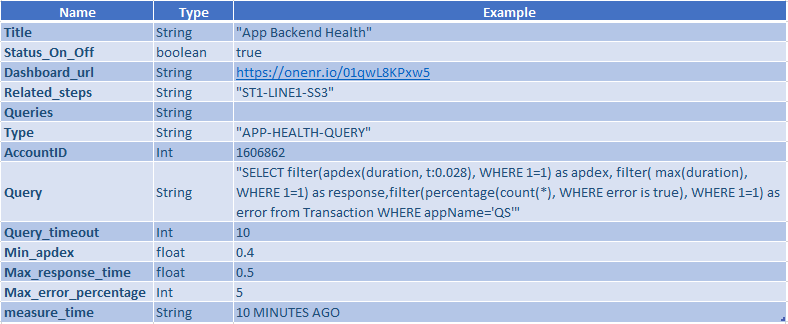 Name Type Example
Title String "App Backend Health"
Status_On_Off boolean true
Dashboard_url String https://onenr.io/01qwL8KPxw5
Related_steps String "ST1-LINE1-SS3"
Queries String
Type String "APP-HEALTH-QUERY"
AccountID Int 1606862
Query String "SELECT filter(apdex(duration, t:0.028), WHERE 1=1) as apdex, filter( max(duration),
WHERE 1=1) as response,filter(percentage(count(*), WHERE error is true), WHERE 1=1) as
error from Transaction WHERE appName='QS'"
Query_timeout Int 10
Min_apdex float 0.4
Max_response_time float 0.5
Max_error_percentage Int 5
measure_time String 10 MINUTES AGO